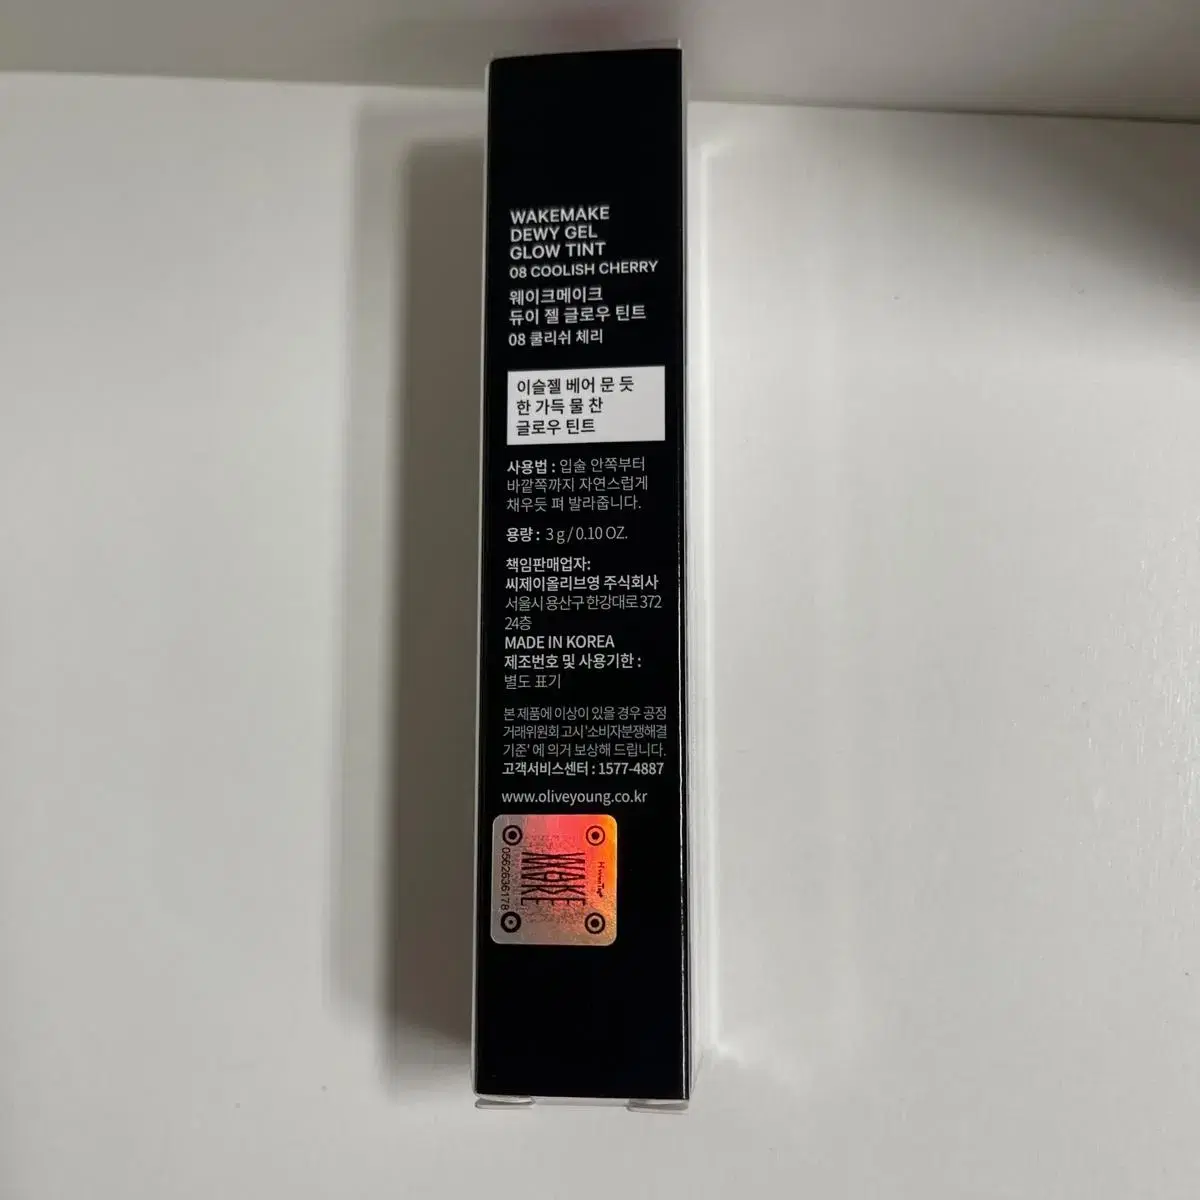 WAKEMAKE
DEWY GEL
GLOW TINT
08 COOLISH CHERRY
웨이크메이크
듀이 젤 글로우 틴트
08 쿨리쉬 체리
이슬젤 베어 문 듯
한 가득 물 찬
글로우 틴트
사용법 : 입술 안쪽부터
바깥쪽까지 자연스럽게
채우듯 펴 발라줍니다.
용량 : 3 g / 0.10 OZ.
책임판매업자:
씨제이올리브영 주식회사
서울시 용산구 한강대로 372
24층
MADE IN KOREA
제조번호 및 사용기한 :
별도 표기
본 제품에 이상이 있을 경우 공정
거래위원회 고시 '소비자분쟁해결
기준' 에 의거 보상해 드립니다.
고객서비스센터 : 1577-4887
www.oliveyoung.co.kr
WAKE
MAKE
0562636178